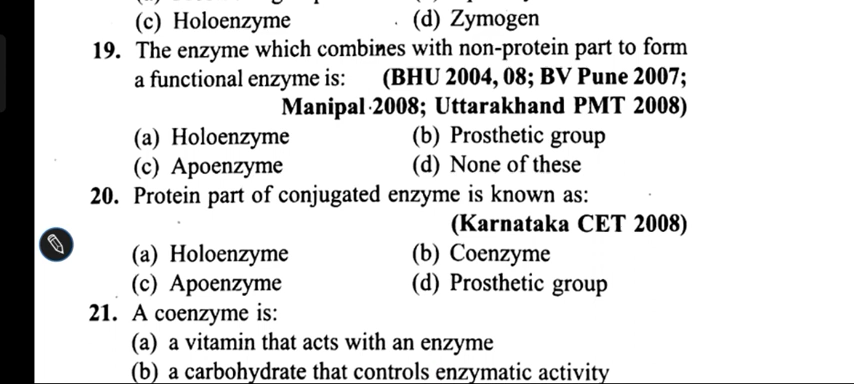 (c) Holoenzyme (d) Zymogen
19. The enzyme which combines with non-protein part to form
a functional enzyme is: (BHU 2004, 08; BV Pune 2007;
Manipal 2008; Uttarakhand PMT 2008)
(a) Holoenzyme (b) Prosthetic group
(c) Apoenzyme (d) None of these
20. Protein part of conjugated enzyme is known as:
(Karnataka CET 2008)
(a) Holoenzyme (b) Coenzyme
(c) Apoenzyme (d) Prosthetic group
21. A coenzyme is:
(a) a vitamin that acts with an enzyme
(b) a carbohydrate that controls enzymatic activity